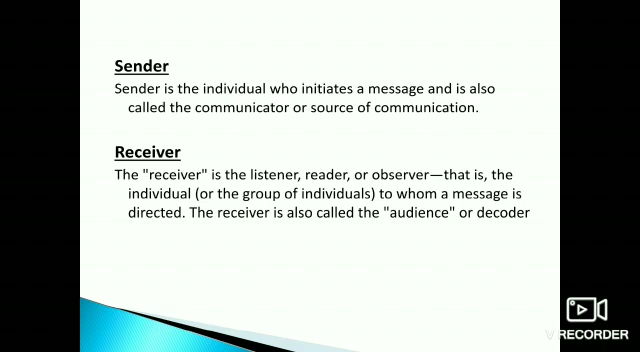 Sender
Sender is the individual who initiates a message and is also
called the communicator or source of communication.
Receiver
The "receiver" is the listener, reader, or observer—that is, the
individual (or the group of individuals) to whom a message is
directed. The receiver is also called the "audience" or decoder
V RECORDER